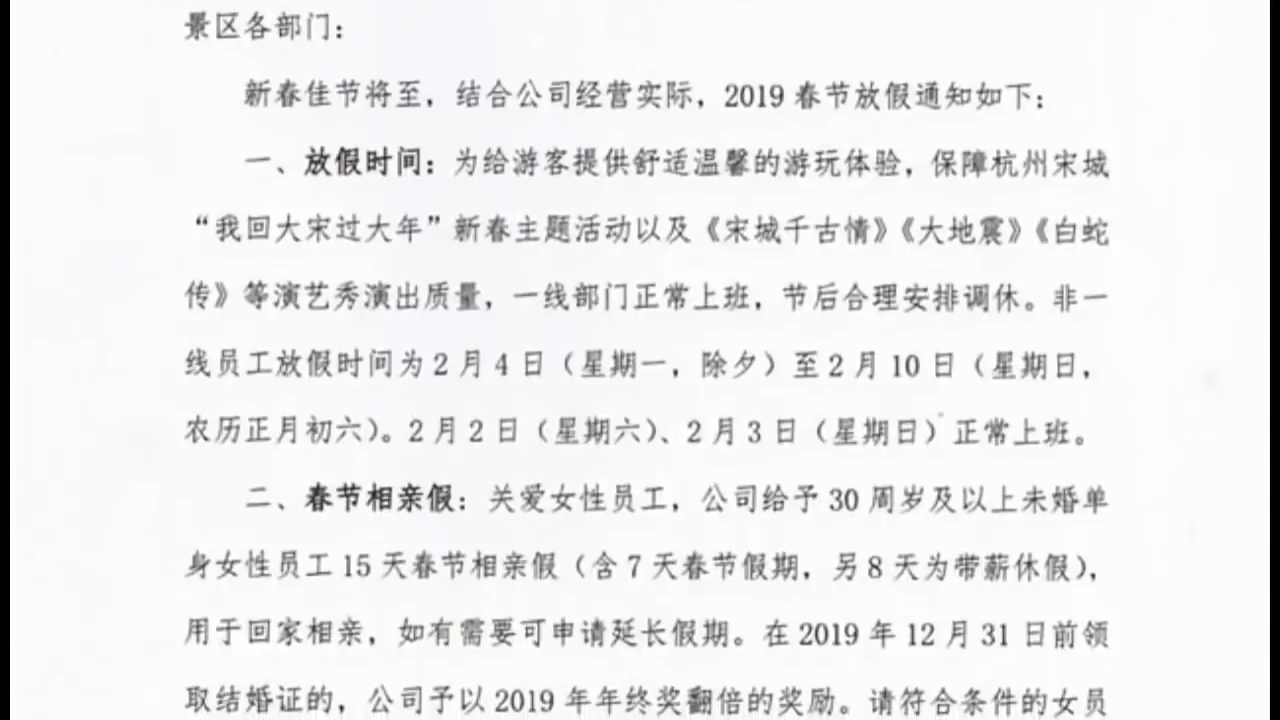 景区各部门：
新春佳节将至，结合公司经营实际，2019 春节放假通知如下：
一、放假时间：为给游客提供舒适温馨的游玩体验，保障杭州宋城
“我回大宋过大年”新春主题活动以及《宋城千古情》《大地震》《白蛇
传》等演艺秀演出质量，一线部门正常上班，节后合理安排调休。非一
线员工放假时间为 2 月 4 日（星期一，除夕）至 2 月 10 日（星期日，
农历正月初六）。2 月 2 日（星期六）、2 月 3 日（星期日）正常上班。
二、春节相亲假：关爱女性员工，公司给予 30 周岁及以上未婚单
身女性员工 15 天春节相亲假（含 7 天春节假期，另 8 天为带薪休假），
用于回家相亲，如有需要可申请延长假期。在 2019 年 12 月 31 日前领
取结婚证的，公司予以 2019 年年终奖翻倍的奖励。请符合条件的女员